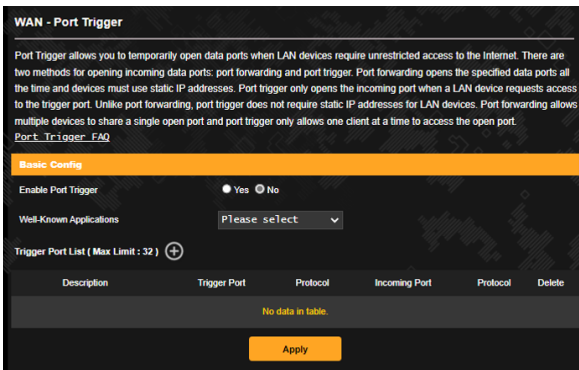 WAN - Port Trigger
Port Trigger allows you to temporarily open data ports when LAN devices require unrestricted access to the Internet. There are
two methods for opening incoming data ports: port forwarding and port trigger. Port forwarding opens the specified data ports all
the time and devices must use static IP addresses. Port trigger only opens the incoming port when a LAN device requests access
to the trigger port. Unlike port forwarding, port trigger does not require static IP addresses for LAN devices. Port forwarding allows
multiple devices to share a single open port and port trigger only allows one client at a time to access the open port.
Port Trigger FAQ
Basic Config
Enable Port Trigger Yes No
Well-Known Applications Please select
Trigger Port List ( Max Limit : 32 )
Description Trigger Port Protocol Incoming Port Protocol Delete
No data in table.
Apply